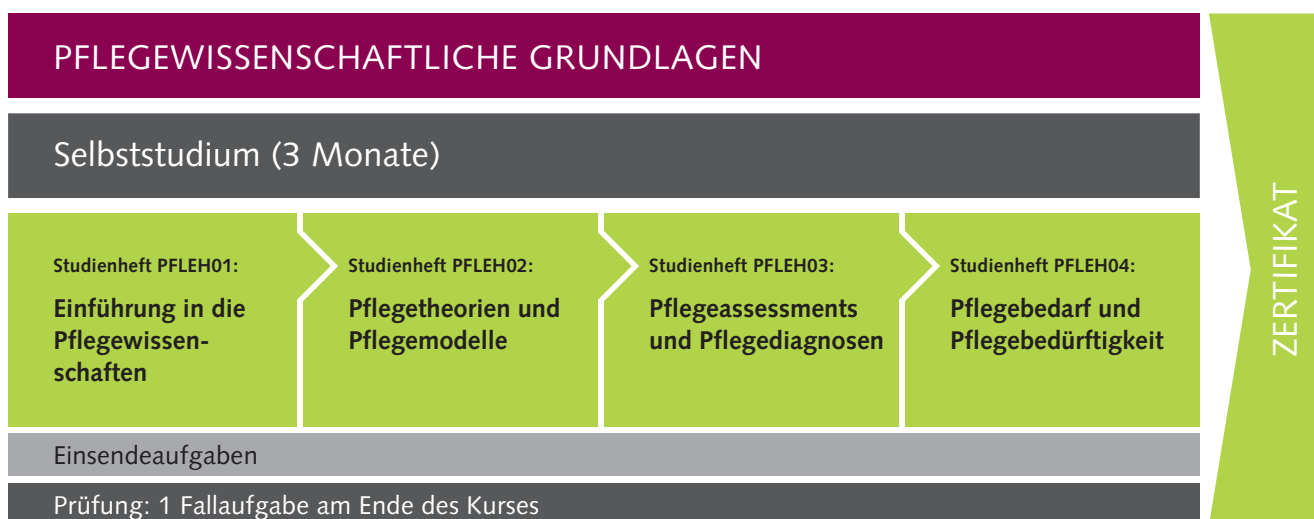 PFLEGEWISSENSCHAFTLICHE GRUNDLAGEN
Selbststudium (3 Monate)
Studienheft PFLEH01:
Einführung in die
Pflegewissen-
schaften
Studienheft PFLEH02:
Pflegetheorien und
Pflegemodelle
Studienheft PFLEH03:
Pflegeassessments
und Pflegediagnosen
Studienheft PFLEH04:
Pflegebedarf und
Pflegebedürftigkeit
Einsendeaufgaben
Prüfung: 1 Fallaufgabe am Ende des Kurses
ZERTIFIKAT